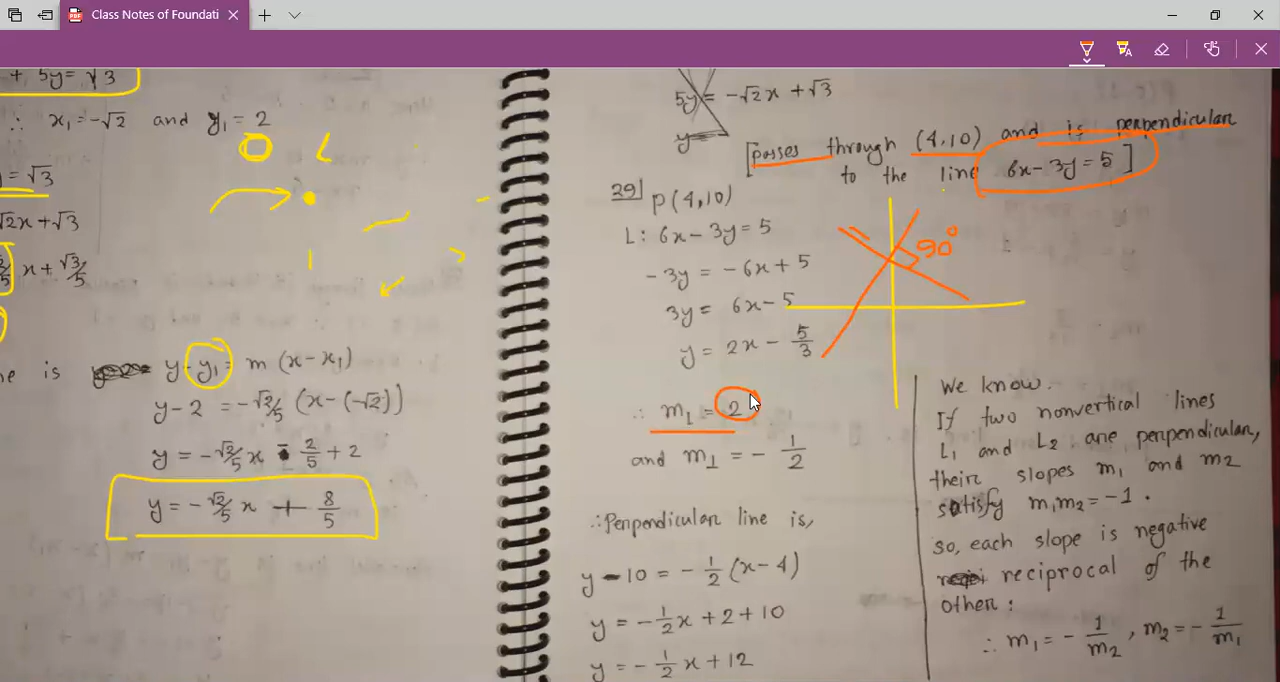 Class Notes of Foundati
+ 5y = √3
∴ x₁ = -√2 and y₁ = 2
= √3
√2x + √3
x + √3/5
ne is y - y₁ = m (x - x₁)
y - 2 = -√2/5 (x - (-√2))
y = -√2/5 x - 2/5 + 2
y = -√2/5 x + 8/5
5y = -√2x + √3
y =
[passes through (4,10) and is perpendicular
to the line 6x - 3y = 5]
29] P(4,10)
L: 6x - 3y = 5
-3y = -6x + 5
3y = 6x - 5
y = 2x - 5/3
90°
∴ m_L = 2
and m⊥ = - 1/2
∴ Perpendicular line is,
y - 10 = -1/2 (x - 4)
y = -1/2x + 2 + 10
y = -1/2 x + 12
We know.
If two nonvertical lines
L₁ and L₂ are perpendicular,
their slopes m₁ and m₂
satisfy m₁m₂ = -1.
so, each slope is negative
reciprocal of the
other:
∴ m₁ = - 1/m₂, m₂ = - 1/m₁